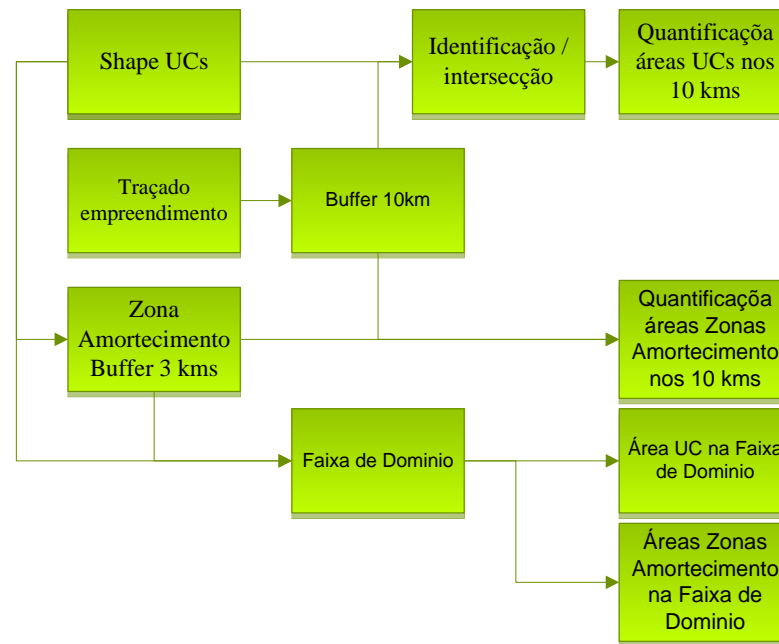 Shape UCs
Identificação /
intersecção
Quantificaçõa
áreas UCs nos
10 kms
Traçado
empreendimento
Buffer 10km
Zona
Amortecimento
Buffer 3 kms
Quantificaçõa
áreas Zonas
Amortecimento
nos 10 kms
Faixa de Dominio
Área UC na Faixa
de Dominio
Áreas Zonas
Amortecimento
na Faixa de
Dominio